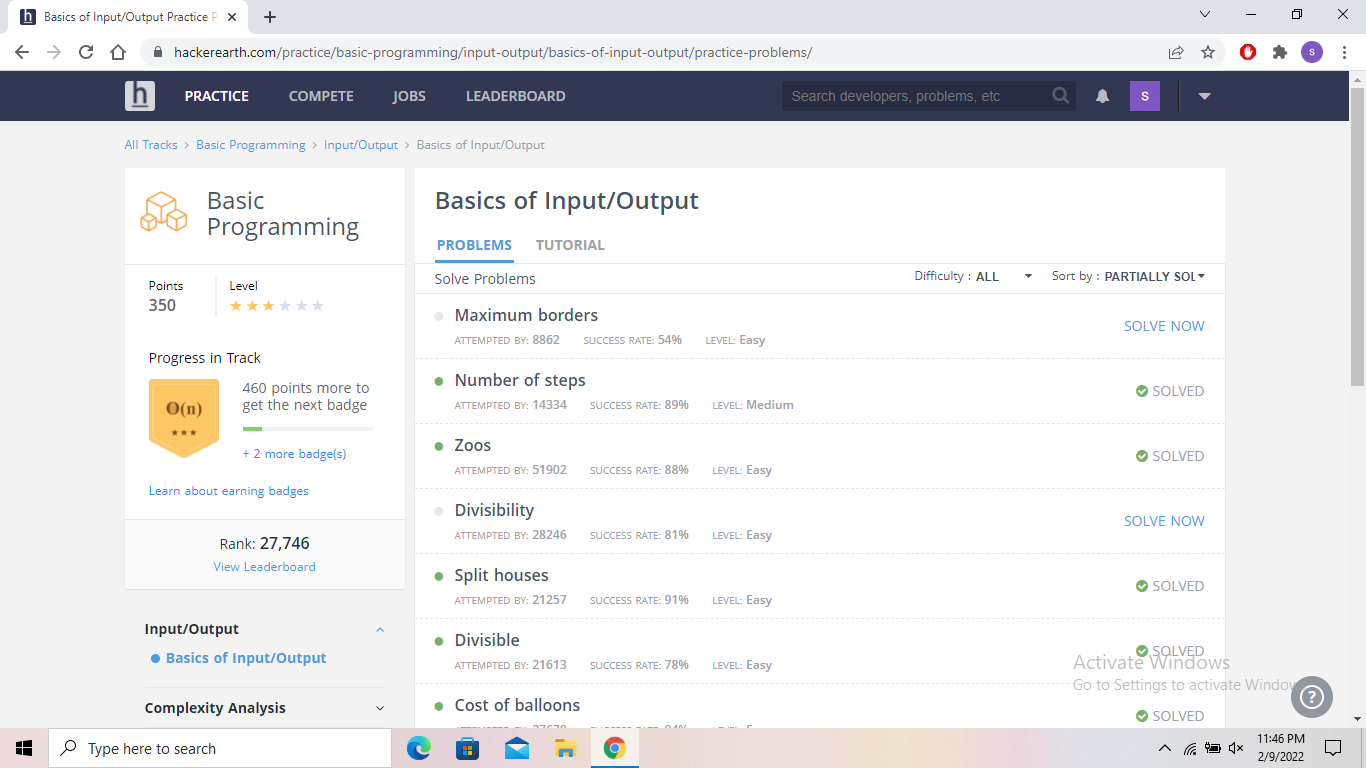 Basics of Input/Output Practice P
hackerearth.com/practice/basic-programming/input-output/basics-of-input-output/practice-problems/
S
h PRACTICE COMPETE JOBS LEADERBOARD Search developers, problems, etc S
All Tracks > Basic Programming > Input/Output > Basics of Input/Output
Basic
Programming
Points Level
350
Progress in Track
O(n)
460 points more to
get the next badge
+ 2 more badge(s)
Learn about earning badges
Rank: 27,746
View Leaderboard
Input/Output
Basics of Input/Output
Complexity Analysis
Basics of Input/Output
PROBLEMS TUTORIAL
Solve Problems Difficulty : ALL Sort by : PARTIALLY SOL
Maximum borders
ATTEMPTED BY: 8862 SUCCESS RATE: 54% LEVEL: Easy
SOLVE NOW
Number of steps
ATTEMPTED BY: 14334 SUCCESS RATE: 89% LEVEL: Medium
SOLVED
Zoos
ATTEMPTED BY: 51902 SUCCESS RATE: 88% LEVEL: Easy
SOLVED
Divisibility
ATTEMPTED BY: 28246 SUCCESS RATE: 81% LEVEL: Easy
SOLVE NOW
Split houses
ATTEMPTED BY: 21257 SUCCESS RATE: 91% LEVEL: Easy
SOLVED
Divisible
ATTEMPTED BY: 21613 SUCCESS RATE: 78% LEVEL: Easy
SOLVED
Cost of balloons
SOLVED
Activate Windows
Go to Settings to activate Window
?
Type here to search
11:46 PM
2/9/2022